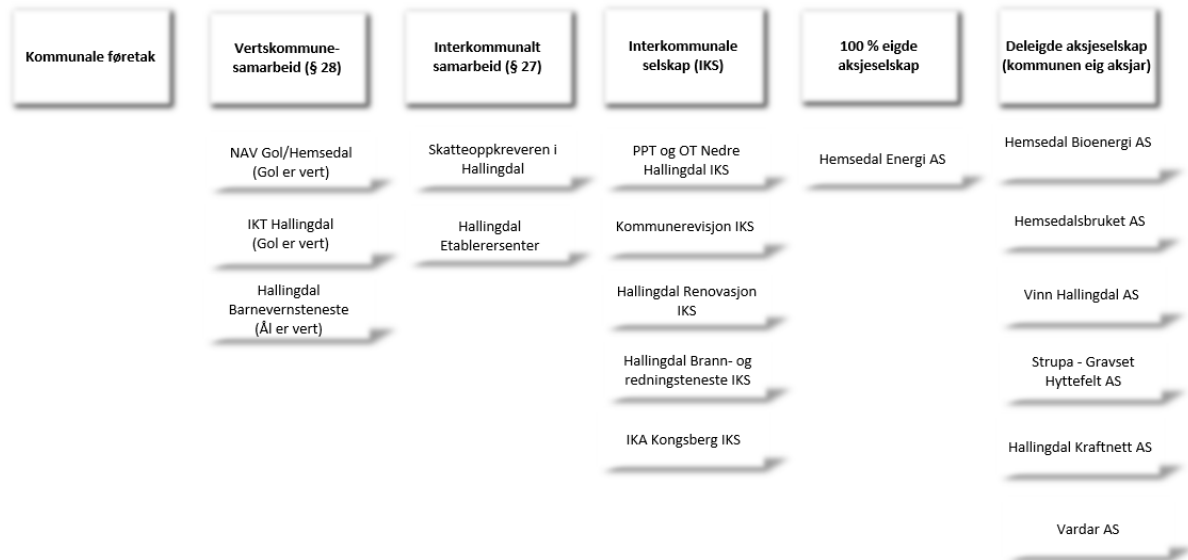 Kommunale føretak
Vertskommune-
samarbeid (§ 28)
NAV Gol/Hemsedal
(Gol er vert)
IKT Hallingdal
(Gol er vert)
Hallingdal
Barnevernsteneste
(Ål er vert)
Interkommunalt
samarbeid (§ 27)
Skatteoppkreveren i
Hallingdal
Hallingdal
Etablerersenter
Interkommunale
selskap (IKS)
PPT og OT Nedre
Hallingdal IKS
Kommunerevisjon IKS
Hallingdal Renovasjon
IKS
Hallingdal Brann- og
redningsteneste IKS
IKA Kongsberg IKS
100 % eigde
aksjeselskap
Hemsedal Energi AS
Deleigde aksjeselskap
(kommunen eig aksjar)
Hemsedal Bioenergi AS
Hemsedalsbruket AS
Vinn Hallingdal AS
Strupa - Gravset
Hyttefelt AS
Hallingdal Kraftnett AS
Vardar AS